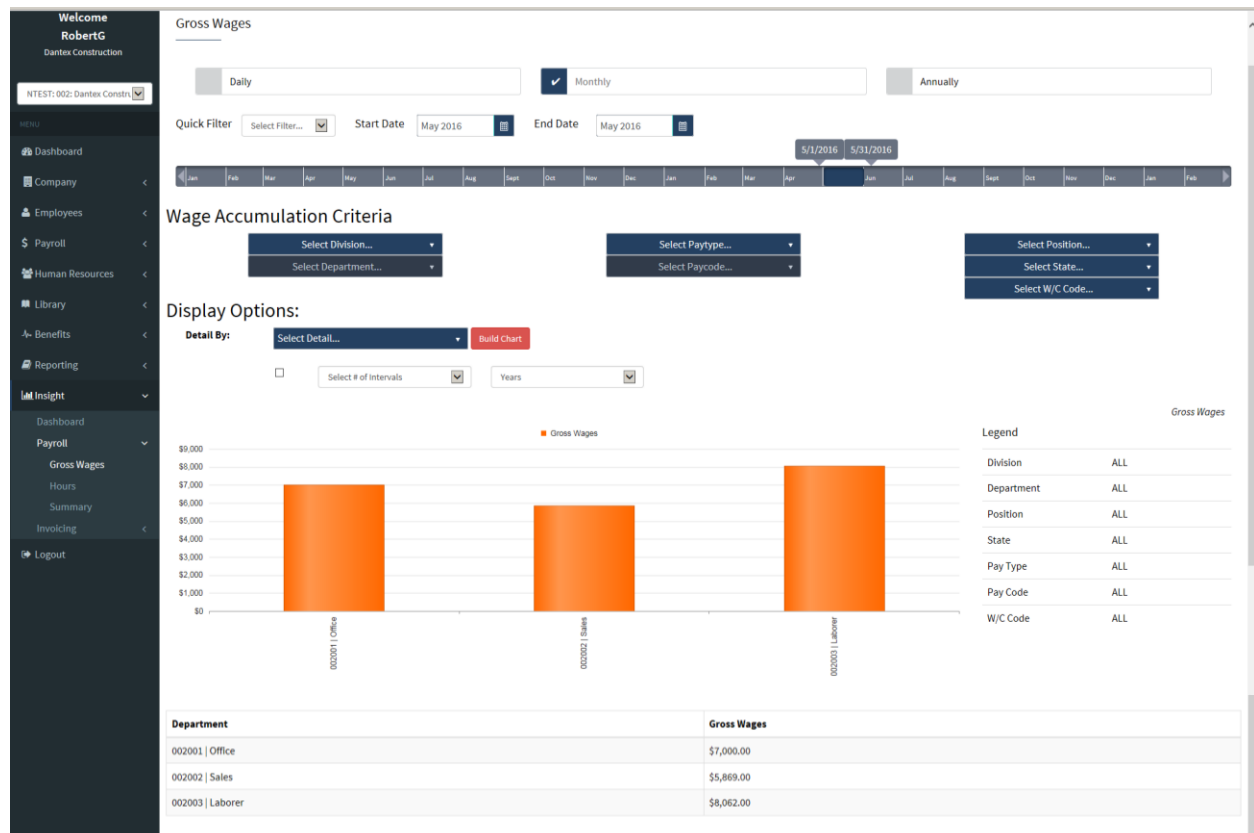 Welcome
RobertG
Dantex Construction
NTEST: 002: Dantex Constru
MENU
Dashboard
Company
Employees
$ Payroll
Human Resources
Library
Benefits
Reporting
Insight
Dashboard
Payroll
Gross Wages
Hours
Summary
Invoicing
Logout
Gross Wages
Daily Monthly Annually
Quick Filter Select Filter... Start Date May 2016 End Date May 2016
5/1/2016 5/31/2016
Jan Feb Mar Apr May Jun Jul Aug Sept Oct Nov Dec Jan Feb Mar Apr Jun Jul Aug Sept Oct Nov Dec Jan Feb
Wage Accumulation Criteria
Select Division... Select Paytype... Select Position...
Select Department... Select Paycode... Select State...
Select W/C Code...
Display Options:
Detail By: Select Detail... Build Chart
Select # of Intervals Years
Gross Wages
Gross Wages
$9,000
$8,000
$7,000
$6,000
$5,000
$4,000
$3,000
$2,000
$1,000
$0
002001 | Office
002002 | Sales
002003 | Laborer
Legend
Division ALL
Department ALL
Position ALL
State ALL
Pay Type ALL
Pay Code ALL
W/C Code ALL
Department Gross Wages
002001 | Office $7,000.00
002002 | Sales $5,869.00
002003 | Laborer $8,062.00